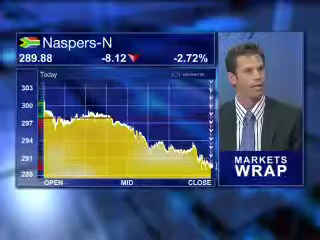 Naspers-N
289.88 -8.12 -2.72%
Today
303
300
297
294
291
288
OPEN MID CLOSE
MARKETS
WRAP